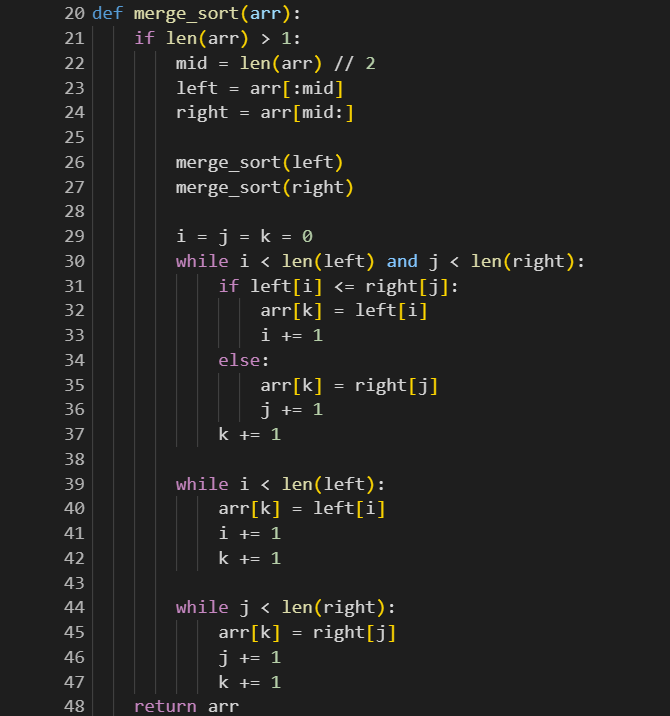 20 def merge_sort(arr):
21     if len(arr) > 1:
22         mid = len(arr) // 2
23         left = arr[:mid]
24         right = arr[mid:]
25
26         merge_sort(left)
27         merge_sort(right)
28
29         i = j = k = 0
30         while i < len(left) and j < len(right):
31             if left[i] <= right[j]:
32                 arr[k] = left[i]
33                 i += 1
34             else:
35                 arr[k] = right[j]
36                 j += 1
37             k += 1
38
39         while i < len(left):
40             arr[k] = left[i]
41             i += 1
42             k += 1
43
44         while j < len(right):
45             arr[k] = right[j]
46             j += 1
47             k += 1
48     return arr